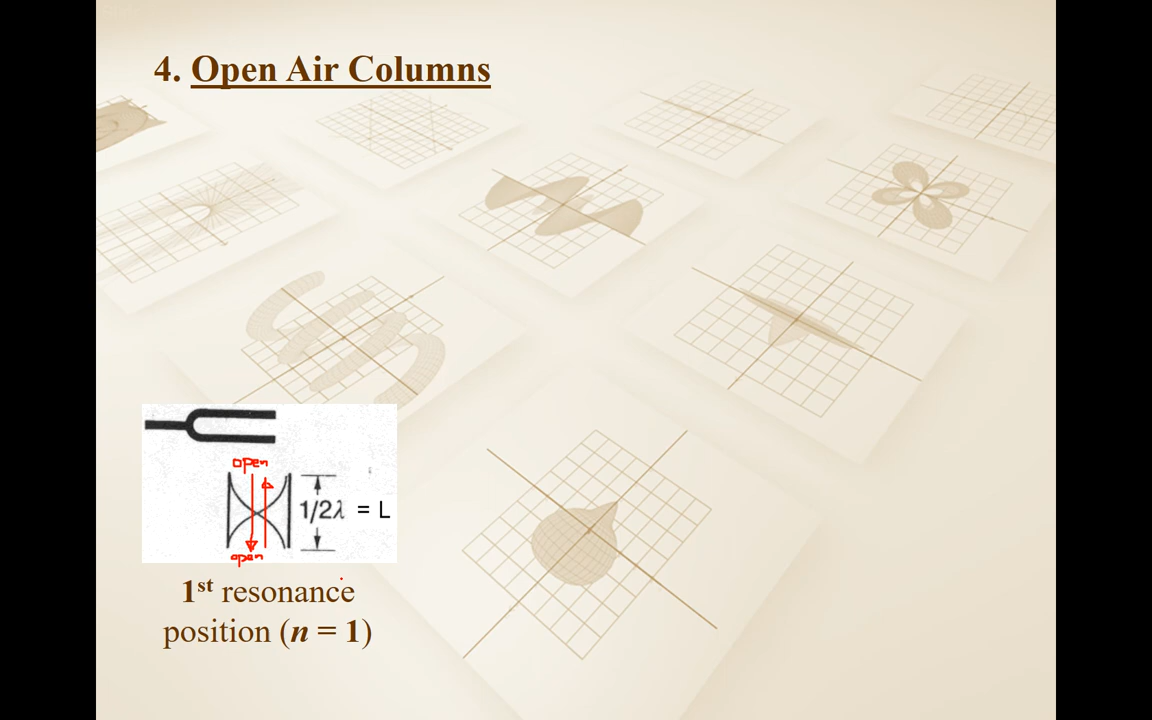 4. Open Air Columns
open
1/2λ = L
open
1st resonance
position (n = 1)